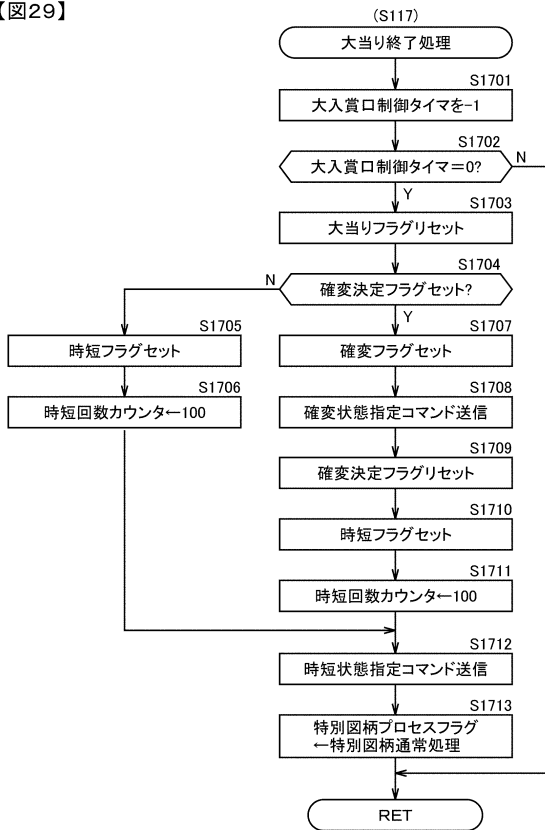 【図29】
(S117)
大当り終了処理
S1701
大入賞口制御タイマを-1
S1702
大入賞口制御タイマ=0?
N
Y
S1703
大当りフラグリセット
S1704
N
確変決定フラグセット?
Y
S1705
時短フラグセット
S1706
時短回数カウンタ←100
S1707
確変フラグセット
S1708
確変状態指定コマンド送信
S1709
確変決定フラグリセット
S1710
時短フラグセット
S1711
時短回数カウンタ←100
S1712
時短状態指定コマンド送信
S1713
特別図柄プロセスフラグ
←特別図柄通常処理
RET